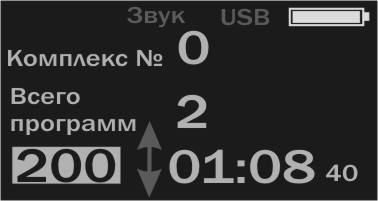 Звук USB
Комплекс № 0
Всего
программ 2
200 01:08 40